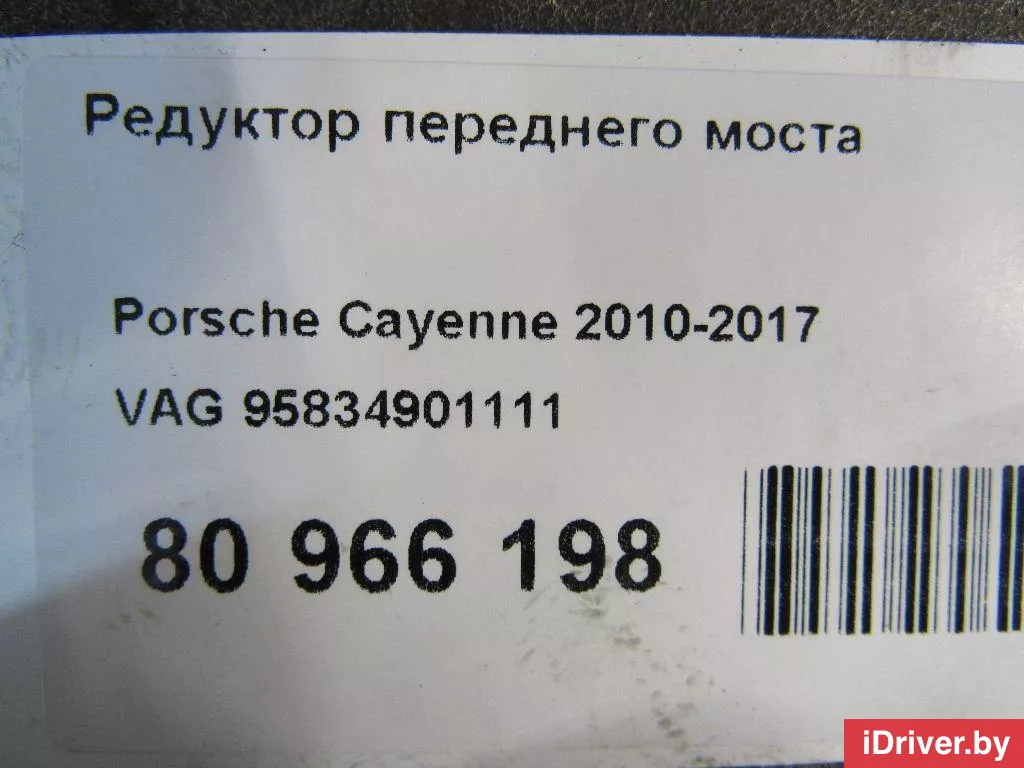 Редуктор переднего моста
Porsche Cayenne 2010-2017
VAG 95834901111
80 966 198
iDriver.by